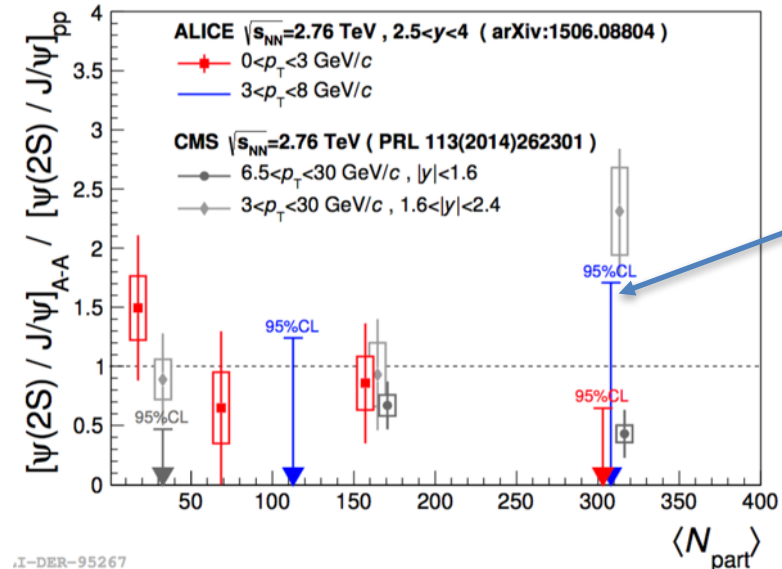 [ψ(2S) / J/ψ]A-A / [ψ(2S) / J/ψ]pp
ALICE √sNN=2.76 TeV , 2.5<y<4 ( arXiv:1506.08804 )
0<pT<3 GeV/c
3<pT<8 GeV/c
CMS √sNN=2.76 TeV ( PRL 113(2014)262301 )
6.5<pT<30 GeV/c , |y|<1.6
3<pT<30 GeV/c , 1.6<|y|<2.4
4
3.5
3
2.5
2
1.5
1
0.5
0
95%CL
95%CL
95%CL
95%CL
50 100 150 200 250 300 350 400
⟨Npart⟩
I-DER-95267